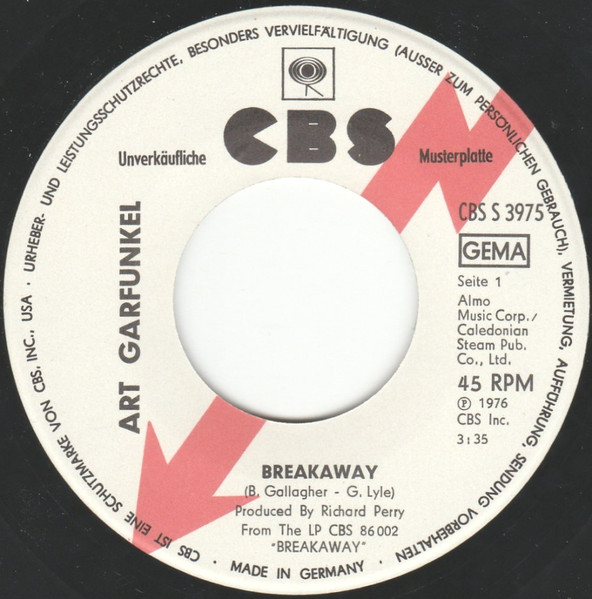 · URHEBER- UND LEISTUNGSSCHUTZRECHTE, BESONDERS VERVIELFÄLTIGUNG (AUSSER ZUM PERSÖNLICHEN GEBRAUCH), VERMIETUNG, AUFFÜHRUNG, SENDUNG VORBEHALTEN
· MADE IN GERMANY ·
CBS IST EINE SCHUTZMARKE VON CBS, INC., USA
CBS
Unverkäufliche
Musterplatte
ART GARFUNKEL
CBS S 3975
GEMA
Seite 1
Almo
Music Corp./
Caledonian
Steam Pub.
Co., Ltd.
45 RPM
℗ 1976
CBS Inc.
3:35
BREAKAWAY
(B. Gallagher - G. Lyle)
Produced By Richard Perry
From The LP CBS 86002
"BREAKAWAY"